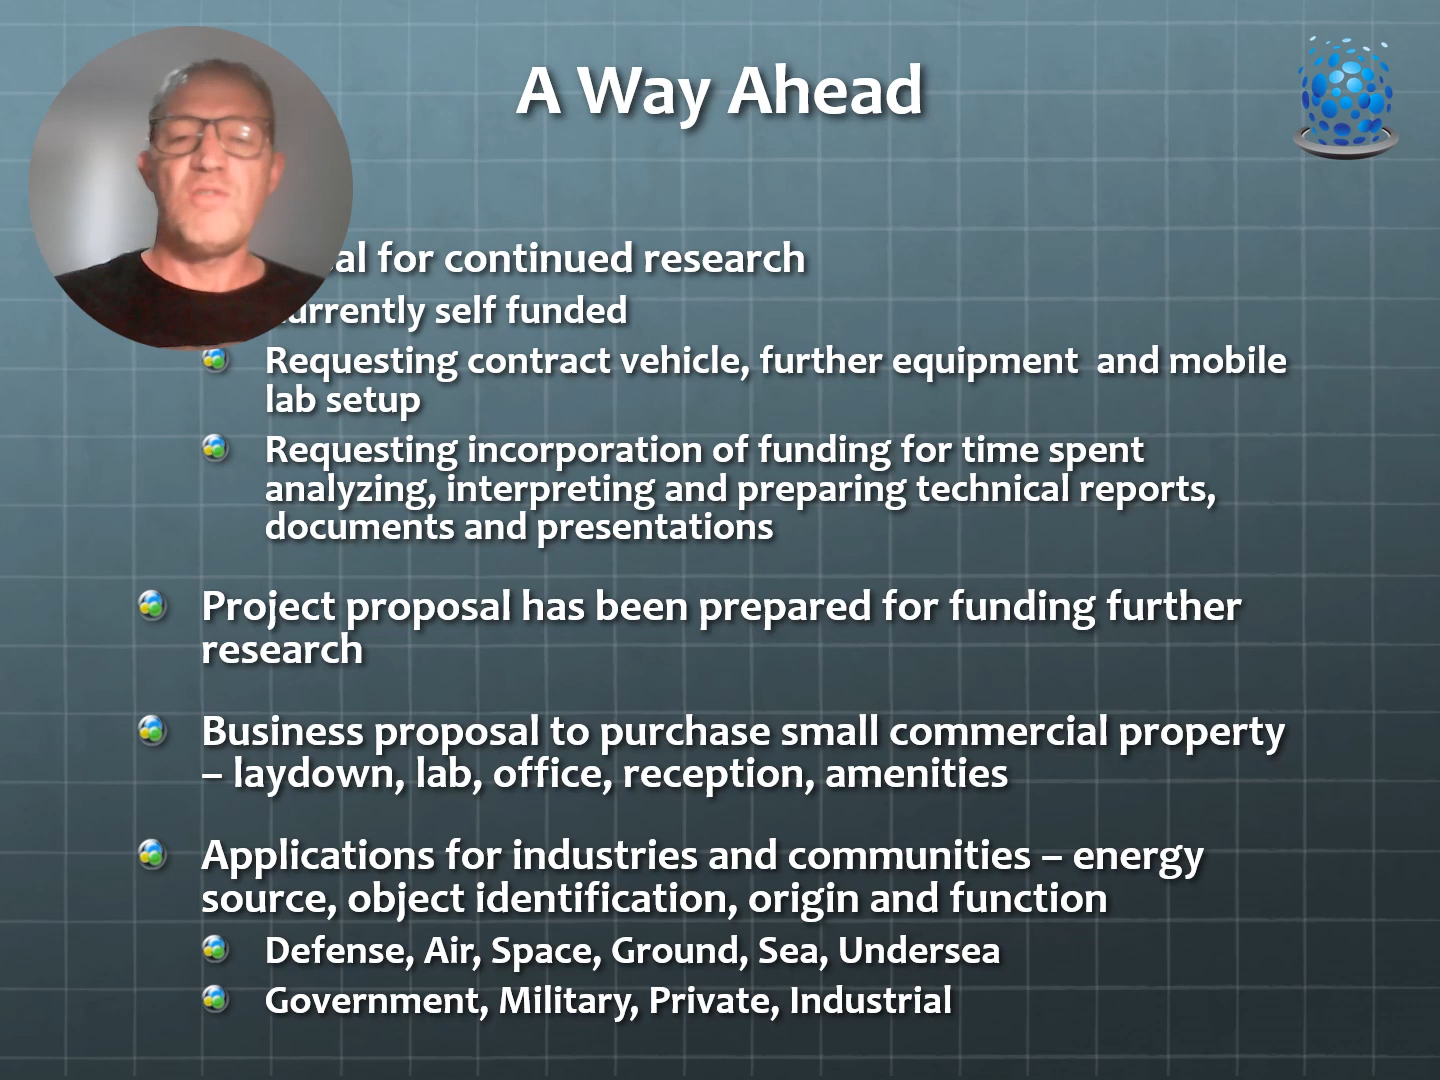 A Way Ahead
for continued research
self funded
Requesting contract vehicle, further equipment and mobile
lab setup
Requesting incorporation of funding for time spent
analyzing, interpreting and preparing technical reports,
documents and presentations
Project proposal has been prepared for funding further
research
Business proposal to purchase small commercial property
– laydown, lab, office, reception, amenities
Applications for industries and communities – energy
source, object identification, origin and function
Defense, Air, Space, Ground, Sea, Undersea
Government, Military, Private, Industrial